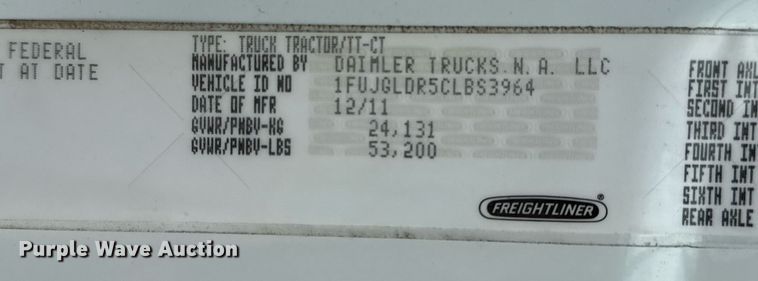 FEDERAL
T AT DATE
TYPE: TRUCK TRACTOR/TT-CT
MANUFACTURED BY DAIMLER TRUCKS N. A. LLC
VEHICLE ID NO 1FUJGLDR5CLBS3964
DATE OF MFR 12/11
GVWR/PNBV-KG 24,131
GVWR/PNBV-LBS 53,200
FREIGHTLINER®
FRONT AXL
FIRST INT
SECOND IN
THIRD INT
FOURTH IN
FIFTH INT
SIXTH INT
REAR AXLE
Purple Wave Auction